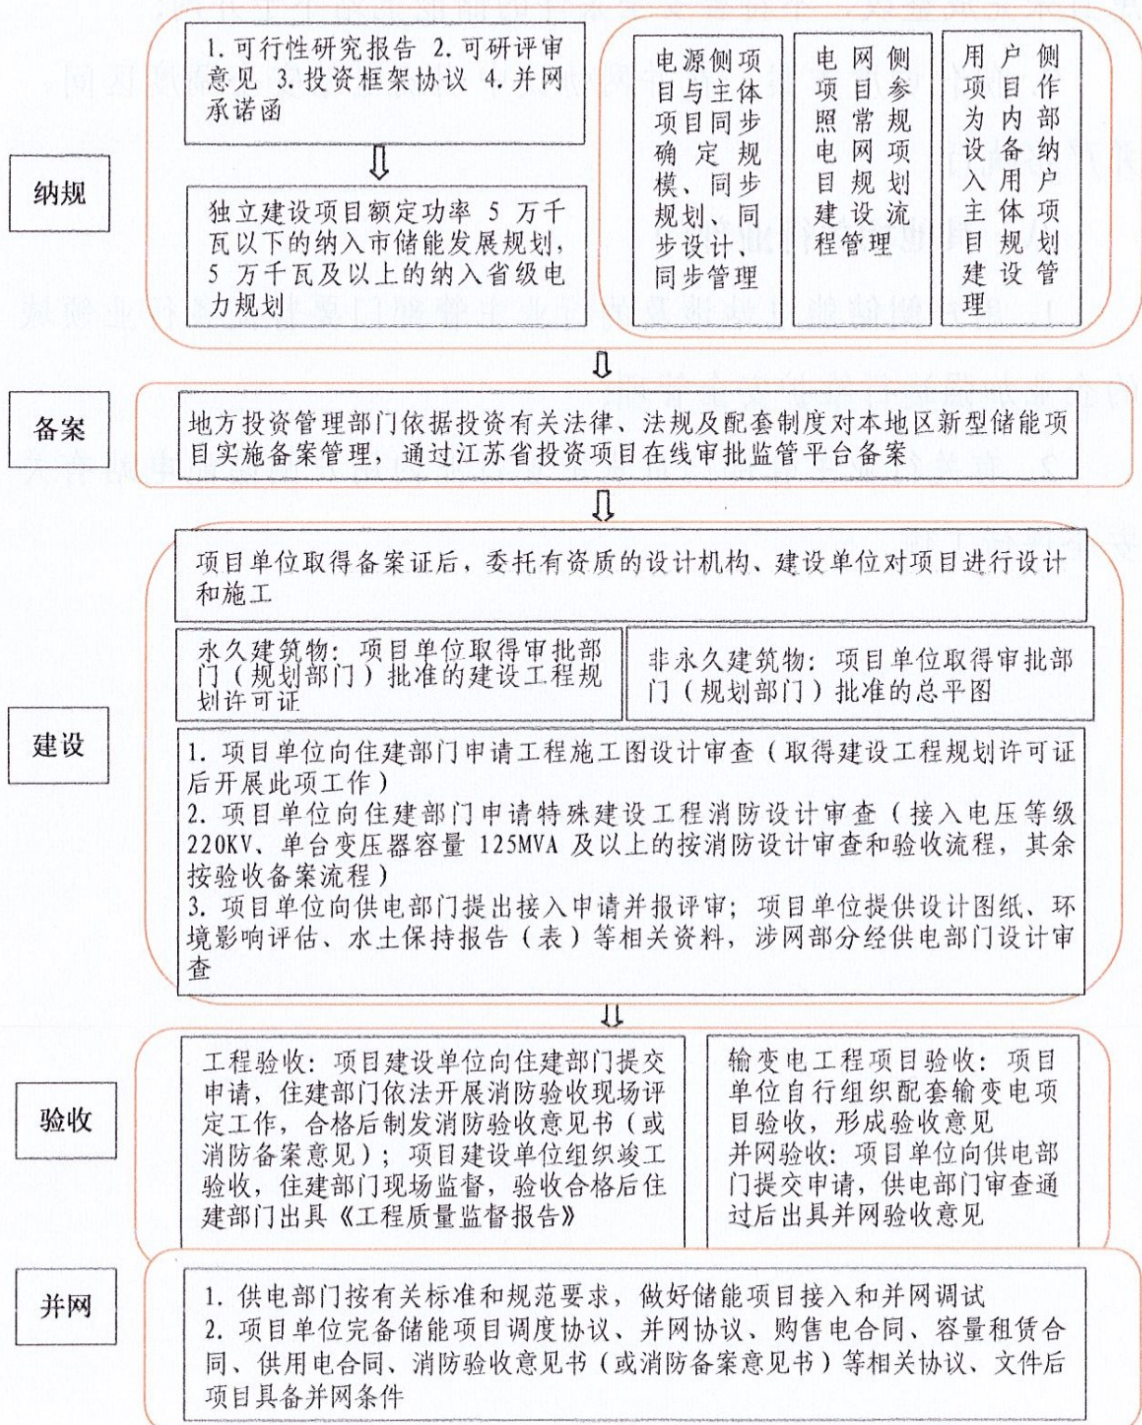 纳规
1. 可行性研究报告 2. 可研评审
意见 3. 投资框架协议 4. 并网
承诺函
独立建设项目额定功率 5 万千
瓦以下的纳入市储能发展规划,
5 万千瓦及以上的纳入省级电
力规划
电源侧项
目与主体
项目同步
确定规
模、同步
规划、同
步设计、
同步管理
电网侧
项目参
照常规
电网项
目规划
建设流
程管理
用户侧
项目作
为内部
设备纳
入用户
主体项
目规划
建设管
理
备案
地方投资管理部门依据投资有关法律、法规及配套制度对本地区新型储能项
目实施备案管理，通过江苏省投资项目在线审批监管平台备案
建设
项目单位取得备案证后，委托有资质的设计机构、建设单位对项目进行设计
和施工
永久建筑物：项目单位取得审批部
门（规划部门）批准的建设工程规
划许可证
非永久建筑物：项目单位取得审批部
门（规划部门）批准的总平图
1. 项目单位向住建部门申请工程施工图设计审查（取得建设工程规划许可证
后开展此项工作）
2. 项目单位向住建部门申请特殊建设工程消防设计审查（接入电压等级
220KV、单台变压器容量 125MVA 及以上的按消防设计审查和验收流程，其余
按验收备案流程）
3. 项目单位向供电部门提出接入申请并报评审；项目单位提供设计图纸、环
境影响评估、水土保持报告（表）等相关资料，涉网部分经供电部门设计审
查
验收
工程验收：项目建设单位向住建部门提交
申请，住建部门依法开展消防验收现场评
定工作，合格后制发消防验收意见书（或
消防备案意见）；项目建设单位组织竣工
验收，住建部门现场监督，验收合格后住
建部门出具《工程质量监督报告》
输变电工程项目验收：项目
单位自行组织配套输变电项
目验收，形成验收意见
并网验收：项目单位向供电部
门提交申请，供电部门审查通
过后出具并网验收意见
并网
1. 供电部门按有关标准和规范要求，做好储能项目接入和并网调试
2. 项目单位完备储能项目调度协议、并网协议、购售电合同、容量租赁合
同、供用电合同、消防验收意见书（或消防备案意见书）等相关协议、文件后
项目具备并网条件